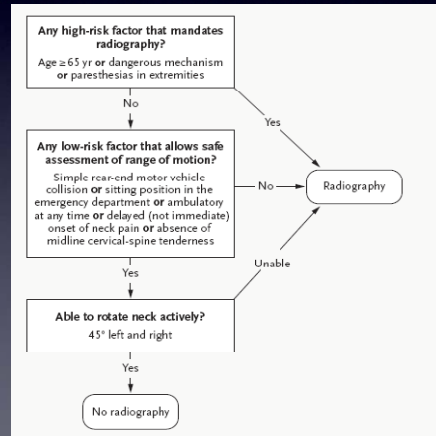 Any high-risk factor that mandates
radiography?
Age ≥65 yr or dangerous mechanism
or paresthesias in extremities
No
Yes
Any low-risk factor that allows safe
assessment of range of motion?
Simple rear-end motor vehicle
collision or sitting position in the
emergency department or ambulatory
at any time or delayed (not immediate)
onset of neck pain or absence of
midline cervical-spine tenderness
No
Radiography
Yes
Unable
Able to rotate neck actively?
45° left and right
Yes
No radiography